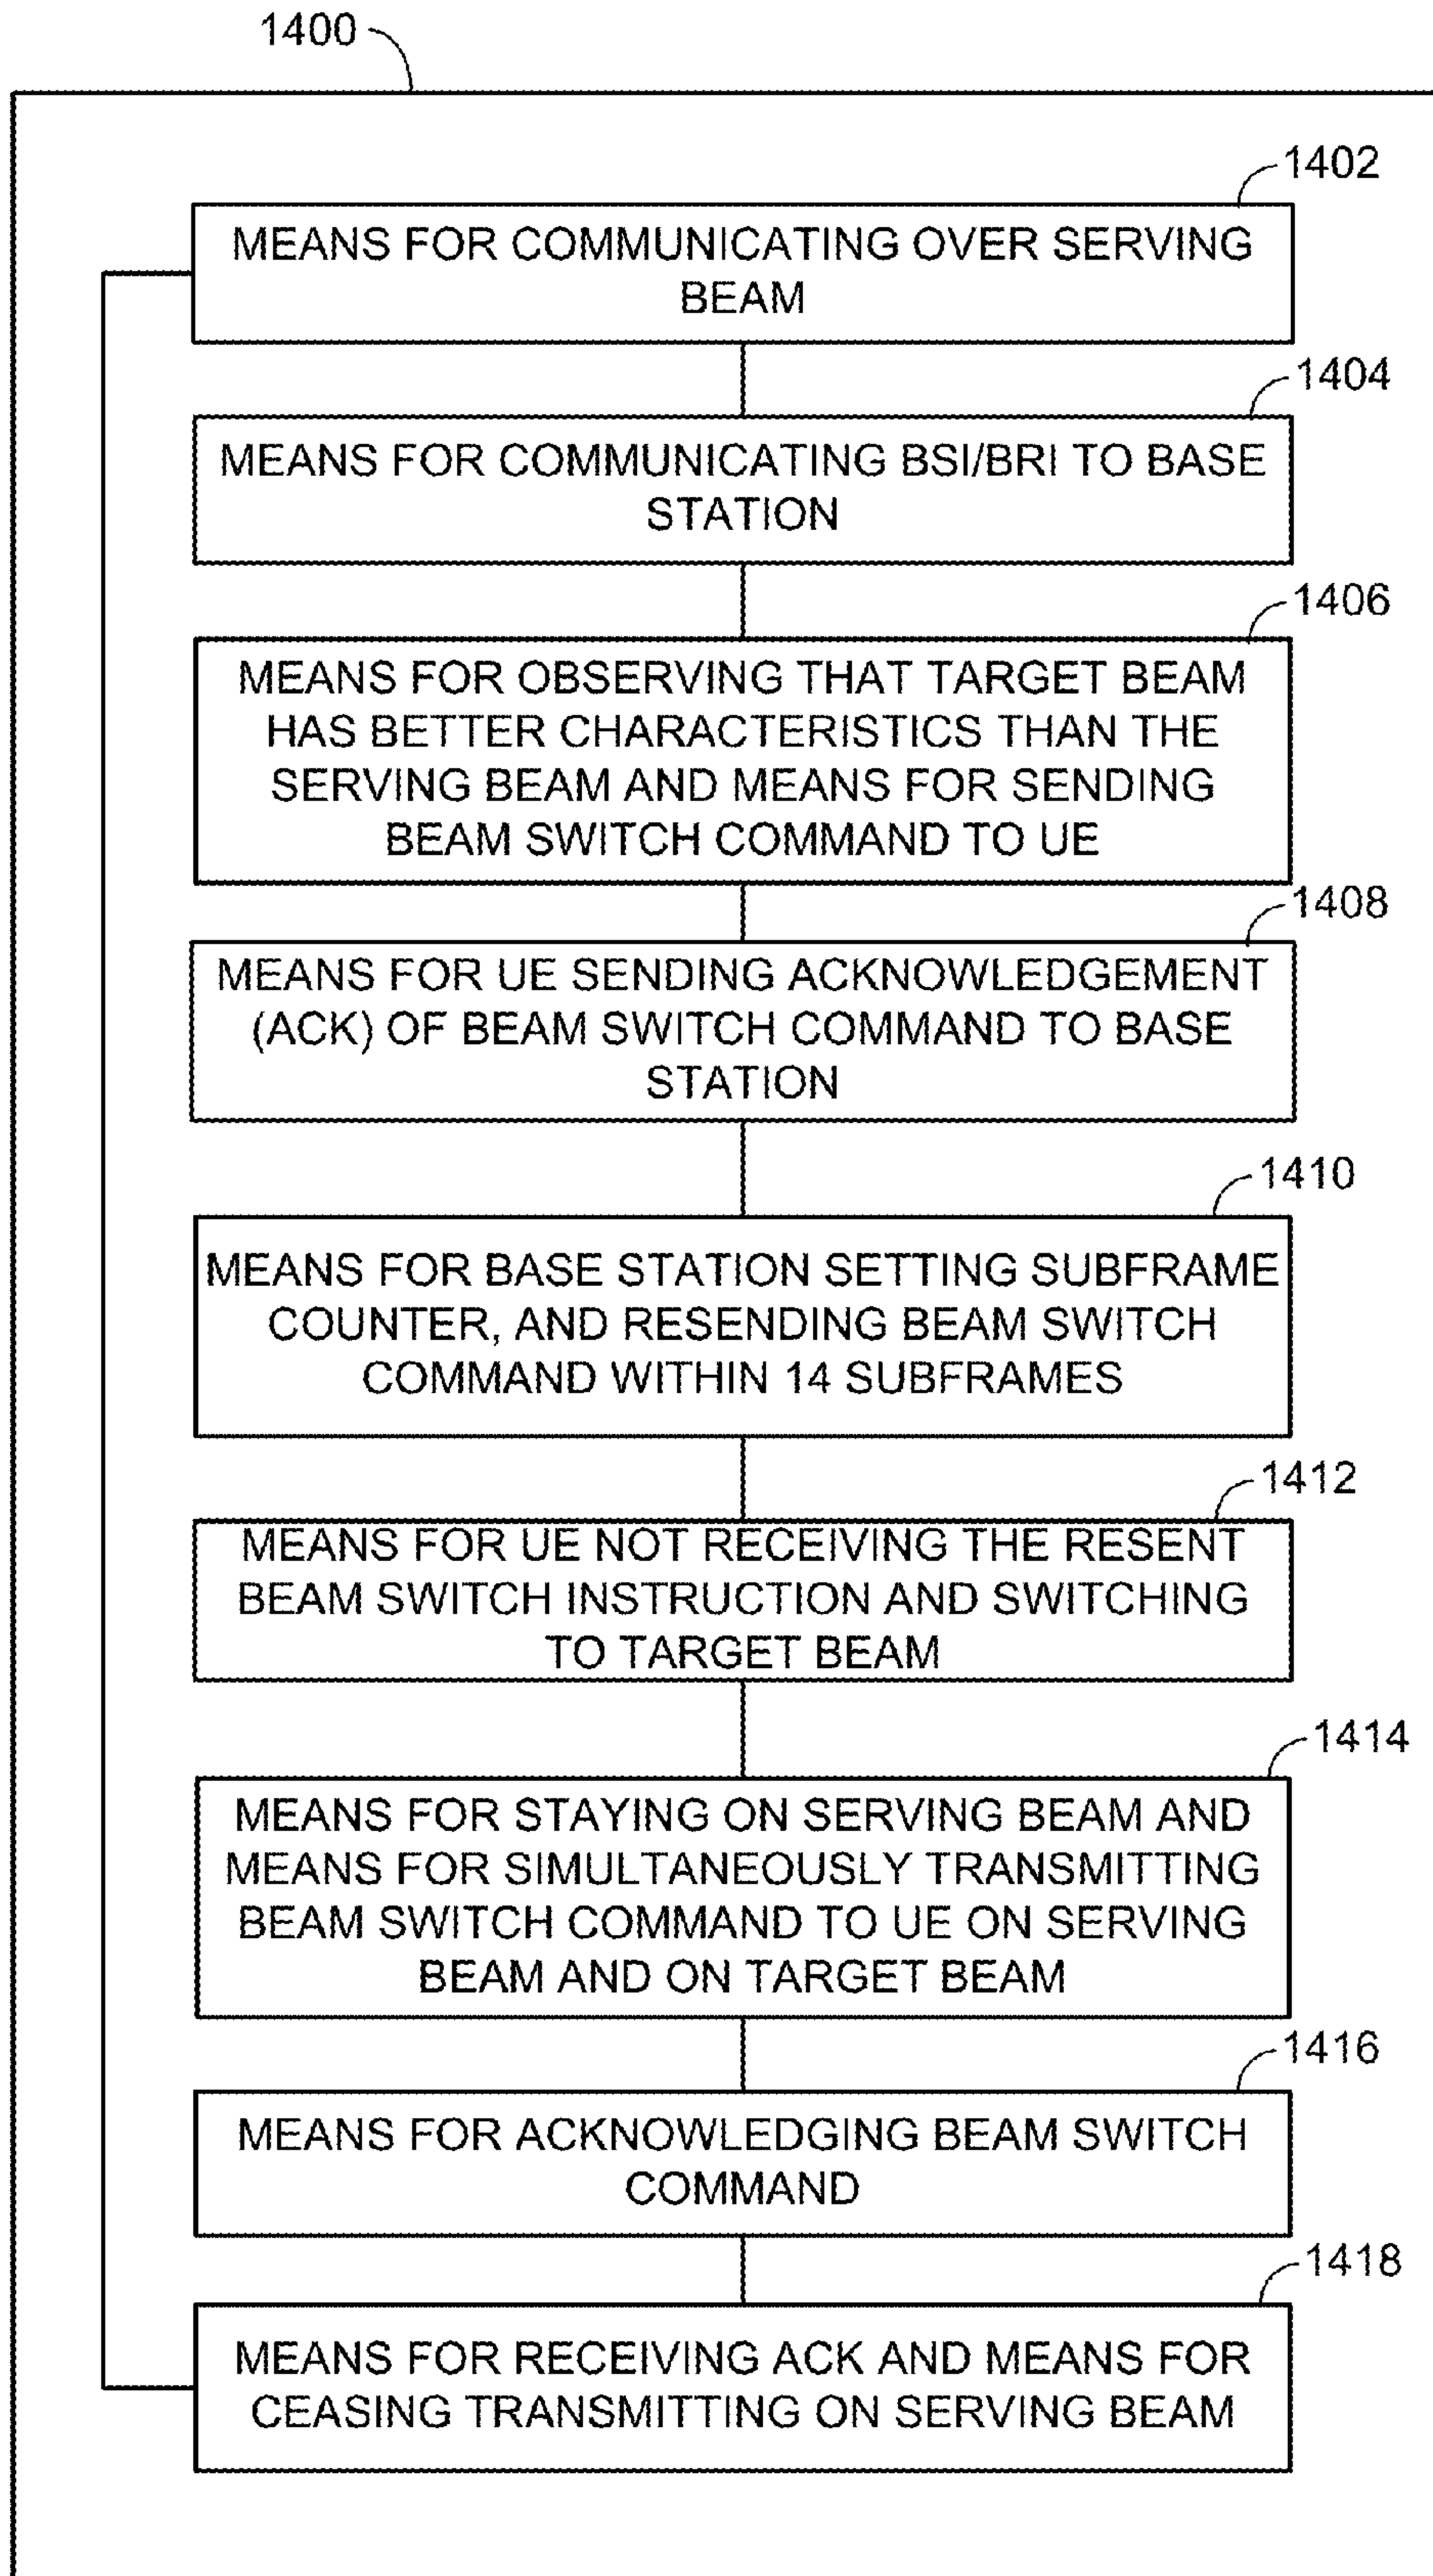 1400
1402
MEANS FOR COMMUNICATING OVER SERVING
BEAM
1404
MEANS FOR COMMUNICATING BSI/BRI TO BASE
STATION
1406
MEANS FOR OBSERVING THAT TARGET BEAM
HAS BETTER CHARACTERISTICS THAN THE
SERVING BEAM AND MEANS FOR SENDING
BEAM SWITCH COMMAND TO UE
1408
MEANS FOR UE SENDING ACKNOWLEDGEMENT
(ACK) OF BEAM SWITCH COMMAND TO BASE
STATION
1410
MEANS FOR BASE STATION SETTING SUBFRAME
COUNTER, AND RESENDING BEAM SWITCH
COMMAND WITHIN 14 SUBFRAMES
1412
MEANS FOR UE NOT RECEIVING THE RESENT
BEAM SWITCH INSTRUCTION AND SWITCHING
TO TARGET BEAM
1414
MEANS FOR STAYING ON SERVING BEAM AND
MEANS FOR SIMULTANEOUSLY TRANSMITTING
BEAM SWITCH COMMAND TO UE ON SERVING
BEAM AND ON TARGET BEAM
1416
MEANS FOR ACKNOWLEDGING BEAM SWITCH
COMMAND
1418
MEANS FOR RECEIVING ACK AND MEANS FOR
CEASING TRANSMITTING ON SERVING BEAM